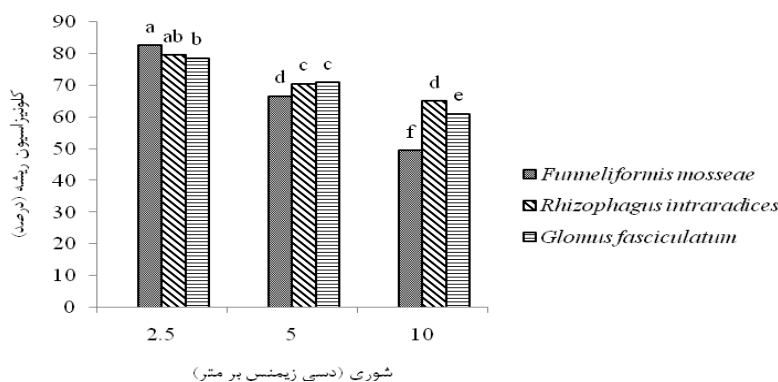 کلونیزاسیون ریشه (درصد)
90
80
70
60
50
40
30
20
10
0
a ab b
d c c
f d e
2.5 5 10
شوری (دسی زیمنس بر متر)
Funneliformis mosseae
Rhizophagus intraradices
Glomus fasciculatum